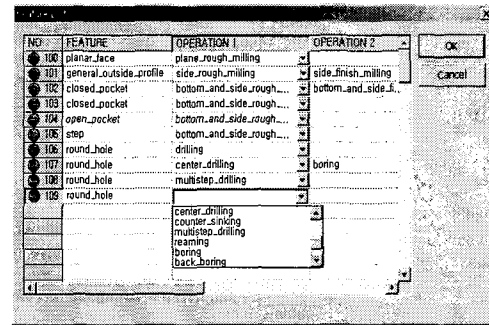 NO. FEATURE OPERATION 1 OPERATION 2
100 planar_face plane_rough_milling
101 general_outside_profile side_rough_milling side_finish_milling
102 closed_pocket bottom_and_side_rough_... bottom_and_side_fi...
103 closed_pocket bottom_and_side_rough_...
104 open_pocket bottom_and_side_rough_...
105 step bottom_and_side_rough_...
106 round_hole drilling
107 round_hole center_drilling boring
108 round_hole multistep_drilling
109 round_hole
center_drilling
counter_sinking
multistep_drilling
reaming
boring
back_boring
OK
Cancel